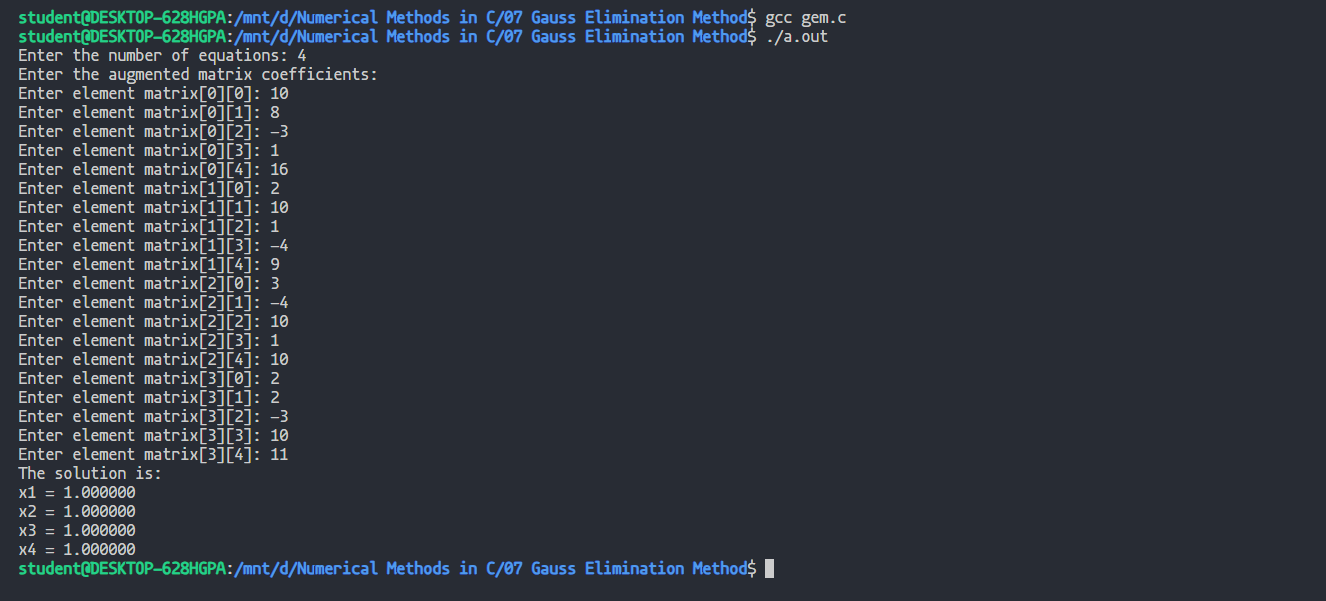 student@DESKTOP-628HGPA:/mnt/d/Numerical Methods in C/07 Gauss Elimination Method$ gcc gem.c
student@DESKTOP-628HGPA:/mnt/d/Numerical Methods in C/07 Gauss Elimination Method$ ./a.out
Enter the number of equations: 4
Enter the augmented matrix coefficients:
Enter element matrix[0][0]: 10
Enter element matrix[0][1]: 8
Enter element matrix[0][2]: -3
Enter element matrix[0][3]: 1
Enter element matrix[0][4]: 16
Enter element matrix[1][0]: 2
Enter element matrix[1][1]: 10
Enter element matrix[1][2]: 1
Enter element matrix[1][3]: -4
Enter element matrix[1][4]: 9
Enter element matrix[2][0]: 3
Enter element matrix[2][1]: -4
Enter element matrix[2][2]: 10
Enter element matrix[2][3]: 1
Enter element matrix[2][4]: 10
Enter element matrix[3][0]: 2
Enter element matrix[3][1]: 2
Enter element matrix[3][2]: -3
Enter element matrix[3][3]: 10
Enter element matrix[3][4]: 11
The solution is:
x1 = 1.000000
x2 = 1.000000
x3 = 1.000000
x4 = 1.000000
student@DESKTOP-628HGPA:/mnt/d/Numerical Methods in C/07 Gauss Elimination Method$